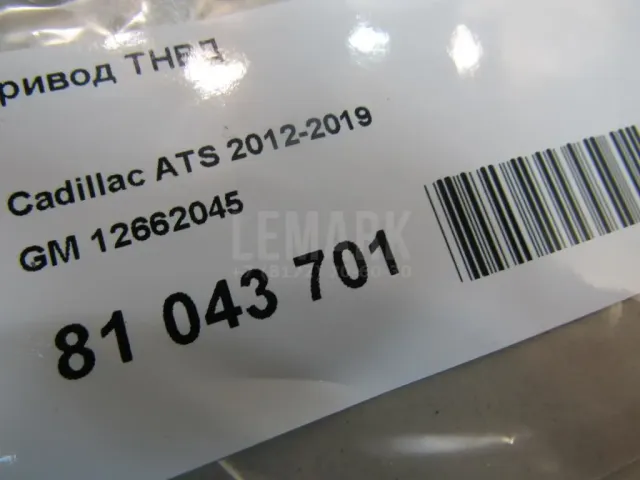 ривод ТНВД
Cadillac ATS 2012-2019
GM 12662045
LEMARK
81 043 701